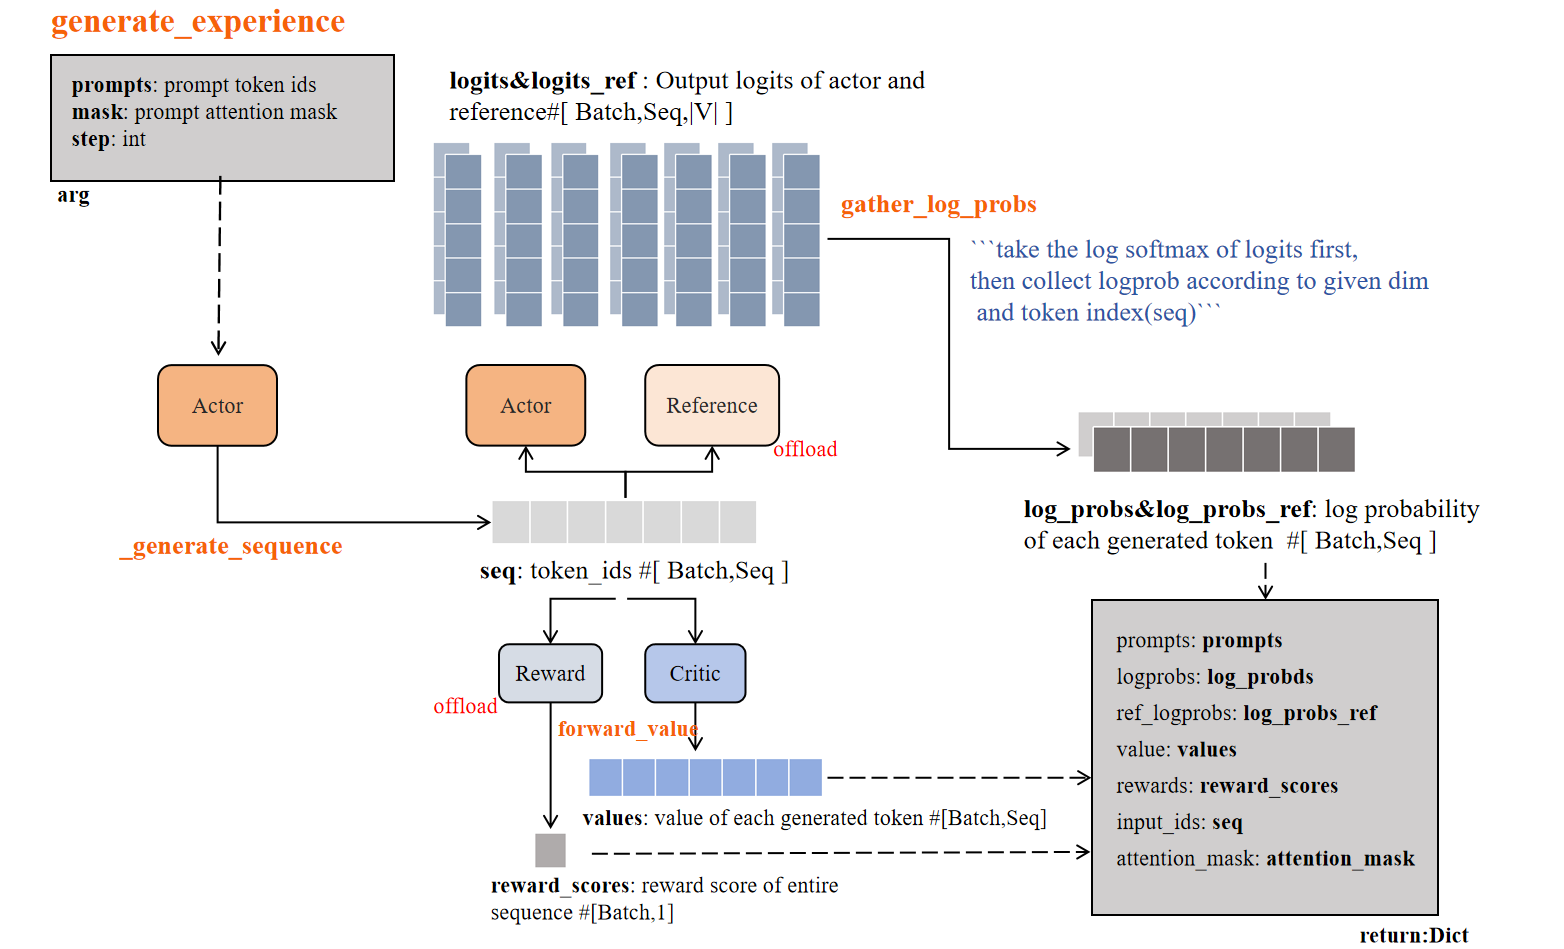 generate_experience
prompts: prompt token ids
mask: prompt attention mask
step: int
arg
logits&logits_ref : Output logits of actor and
reference#[ Batch,Seq,|V| ]
gather_log_probs
```take the log softmax of logits first,
then collect logprob according to given dim
and token index(seq)```
Actor
Actor
Reference
offload
_generate_sequence
seq: token_ids #[ Batch,Seq ]
log_probs&log_probs_ref: log probability
of each generated token #[ Batch,Seq ]
Reward
Critic
offload
forward_value
values: value of each generated token #[Batch,Seq]
reward_scores: reward score of entire
sequence #[Batch,1]
prompts: prompts
logprobs: log_probds
ref_logprobs: log_probs_ref
value: values
rewards: reward_scores
input_ids: seq
attention_mask: attention_mask
return:Dict